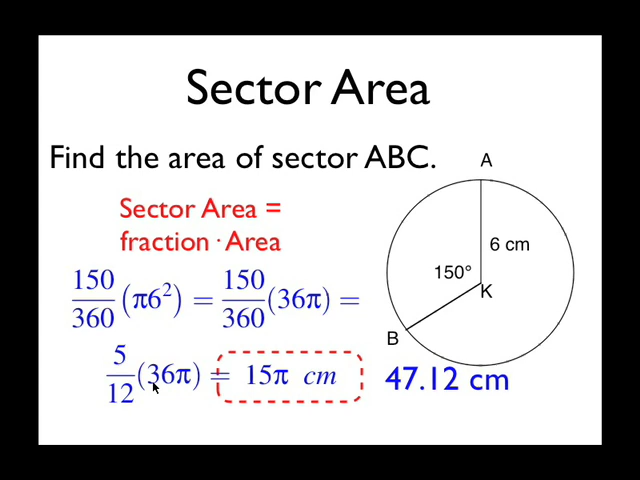 Sector Area
Find the area of sector ABC.
Sector Area =
fraction · Area
150/360 (π6²) = 150/360 (36π) =
5/12 (36π) = 15π cm
47.12 cm
A
6 cm
150°
K
B